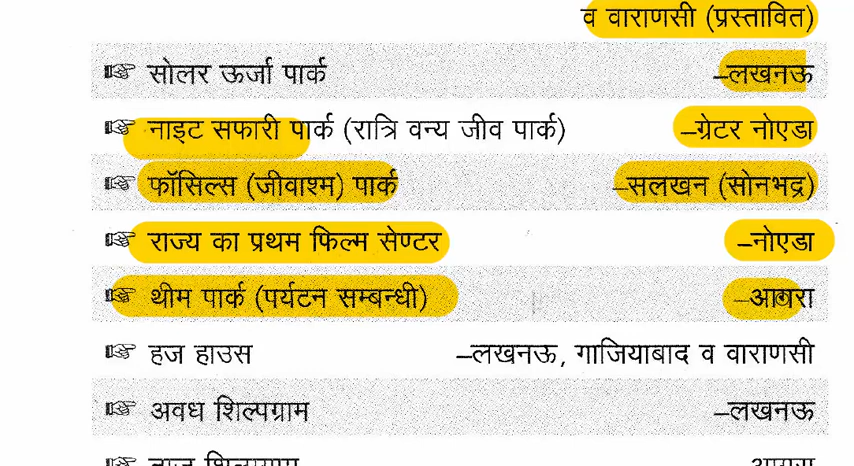 व वाराणसी (प्रस्तावित)
☞ सोलर ऊर्जा पार्क –लखनऊ
☞ नाइट सफारी पार्क (रात्रि वन्य जीव पार्क) –ग्रेटर नोएडा
☞ फॉसिल्स (जीवाश्म) पार्क –सलखन (सोनभद्र)
☞ राज्य का प्रथम फिल्म सेण्टर –नोएडा
☞ थीम पार्क (पर्यटन सम्बन्धी) –आगरा
☞ हज हाउस –लखनऊ, गाजियाबाद व वाराणसी
☞ अवध शिल्पग्राम –लखनऊ